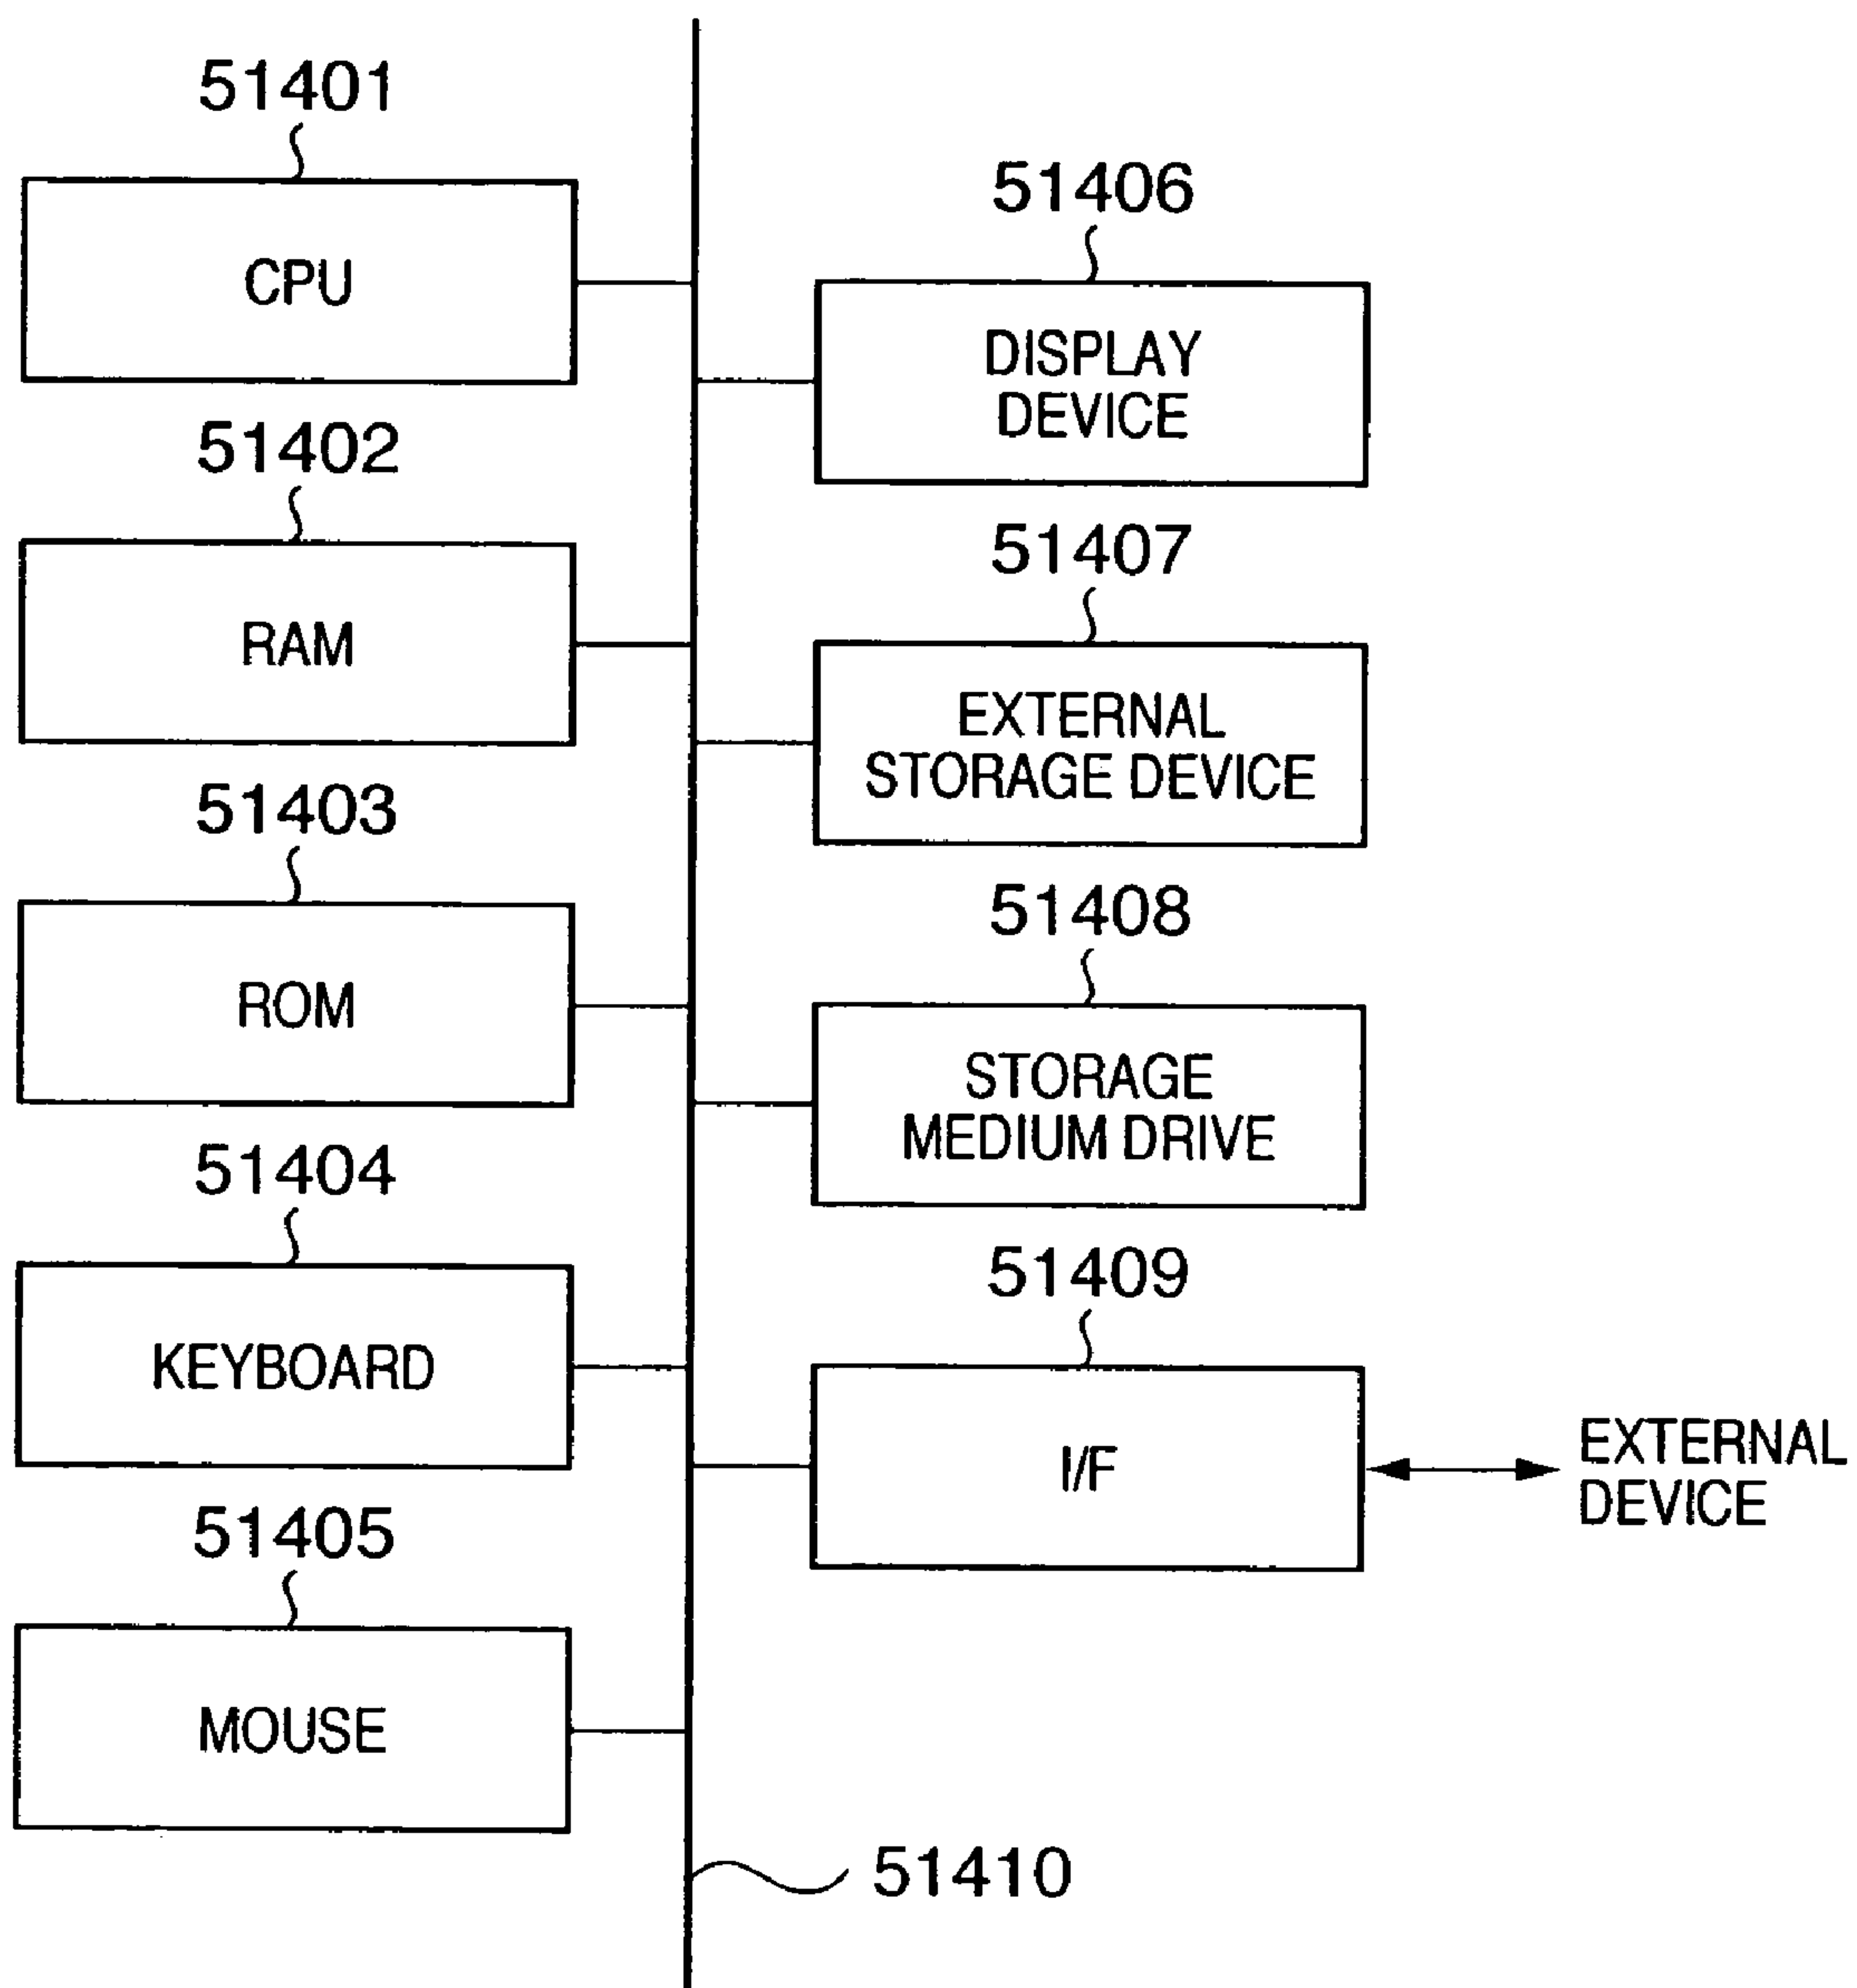 51401
CPU
51402
RAM
51403
ROM
51404
KEYBOARD
51405
MOUSE
51406
DISPLAY
DEVICE
51407
EXTERNAL
STORAGE DEVICE
51408
STORAGE
MEDIUM DRIVE
51409
I/F
EXTERNAL
DEVICE
51410